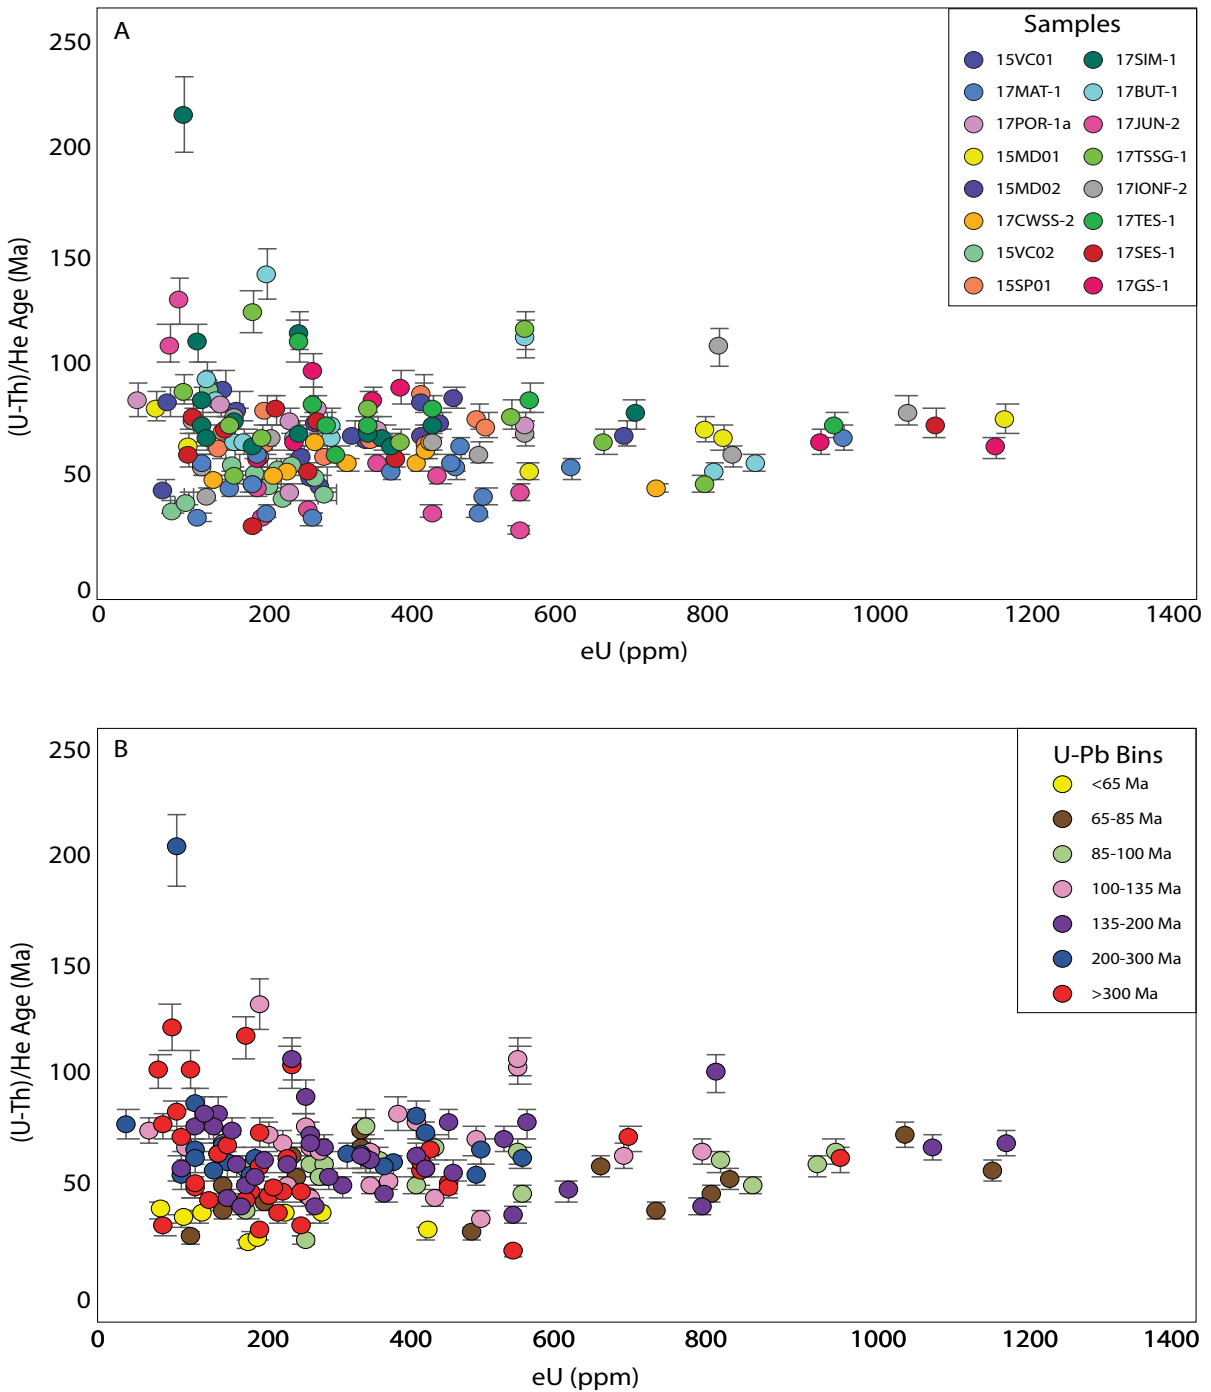 A
Samples
15VC01 17SIM-1
17MAT-1 17BUT-1
17POR-1a 17JUN-2
15MD01 17TSSG-1
15MD02 17IONF-2
17CWSS-2 17TES-1
15VC02 17SES-1
15SP01 17GS-1
250
200
150
100
50
0
(U-Th)/He Age (Ma)
0 200 400 600 800 1000 1200 1400
eU (ppm)
B
U-Pb Bins
<65 Ma
65-85 Ma
85-100 Ma
100-135 Ma
135-200 Ma
200-300 Ma
>300 Ma
250
200
150
100
50
0
(U-Th)/He Age (Ma)
0 200 400 600 800 1000 1200 1400
eU (ppm)